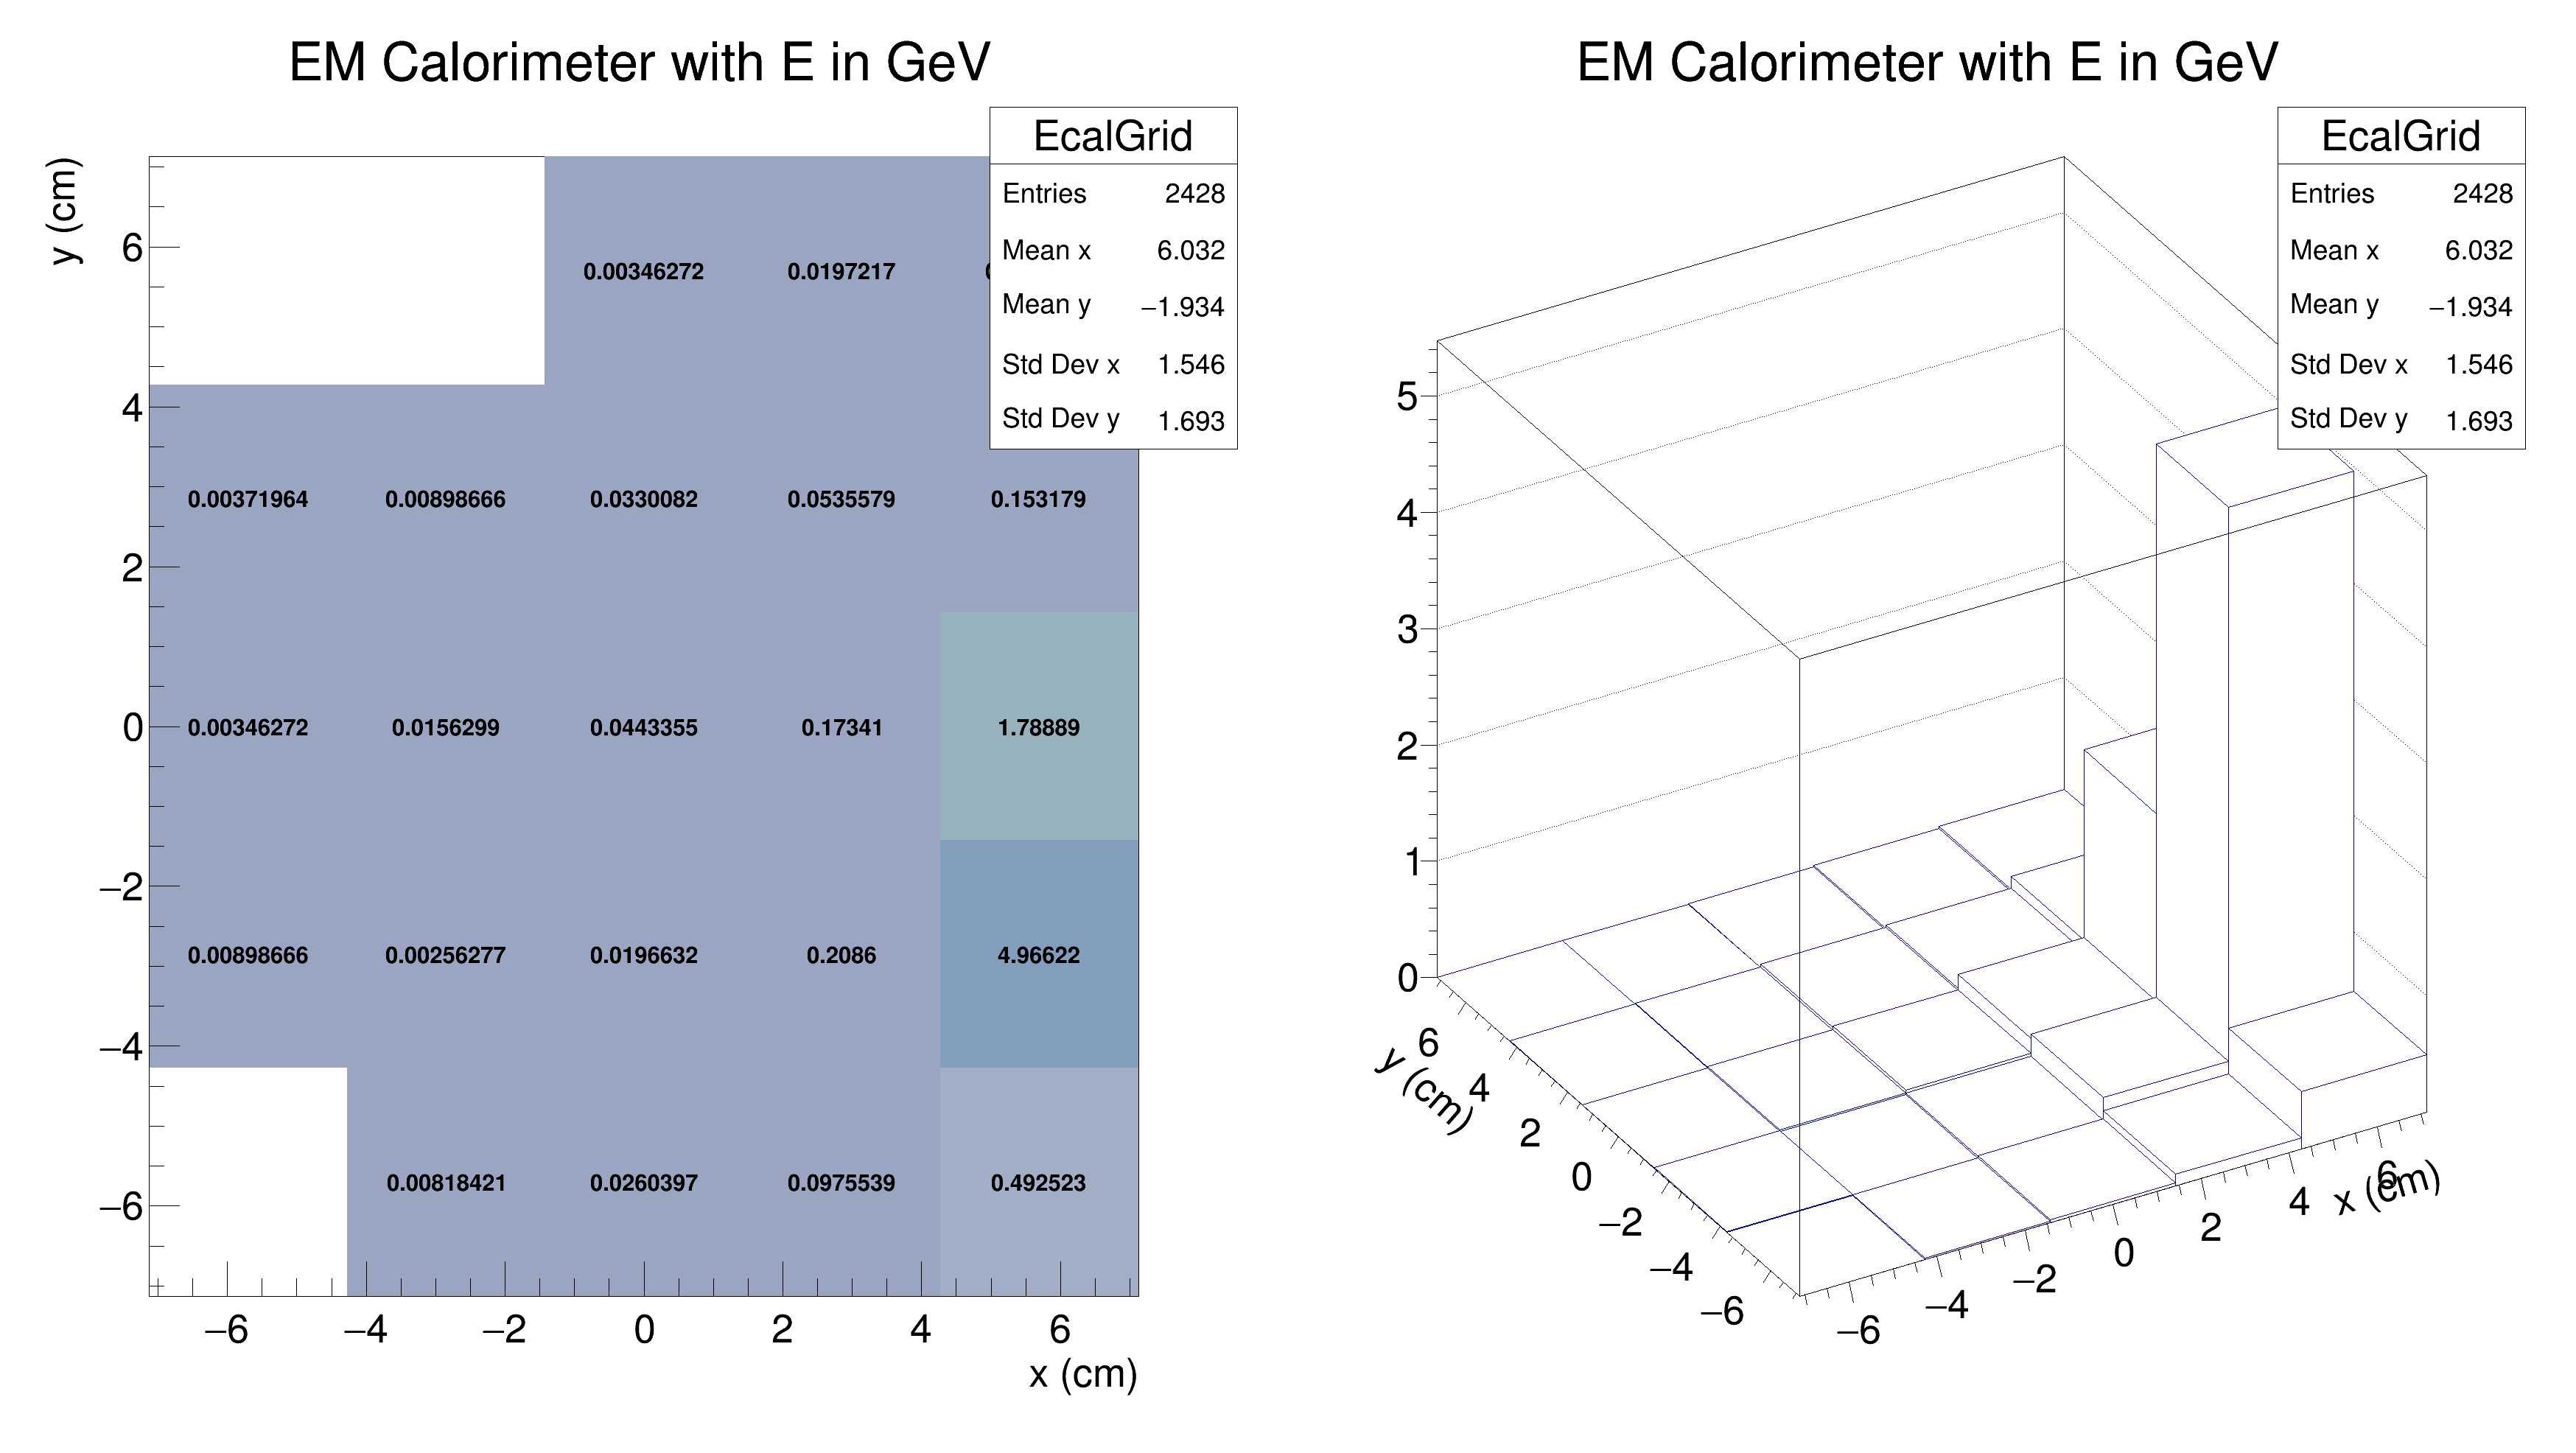 EM Calorimeter with E in GeV
EcalGrid
Entries 2428
Mean x 6.032
Mean y −1.934
Std Dev x 1.546
Std Dev y 1.693
y (cm)
6
4
2
0
−2
−4
−6
0.00346272 0.0197217
0.00371964 0.00898666 0.0330082 0.0535579 0.153179
0.00346272 0.0156299 0.0443355 0.17341 1.78889
0.00898666 0.00256277 0.0196632 0.2086 4.96622
0.00818421 0.0260397 0.0975539 0.492523
−6 −4 −2 0 2 4 6
x (cm)
EM Calorimeter with E in GeV
EcalGrid
Entries 2428
Mean x 6.032
Mean y −1.934
Std Dev x 1.546
Std Dev y 1.693
5
4
3
2
1
0
6
4
2
0
−2
−4
−6
y (cm)
−6 −4 −2 0 2 4 6
x (cm)